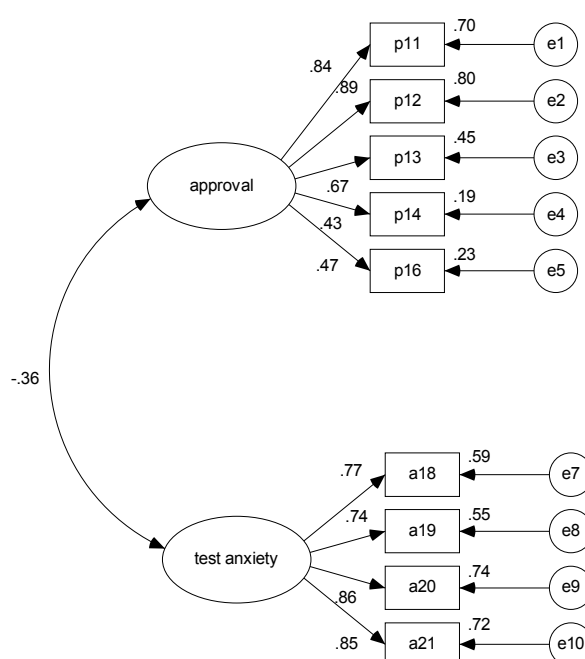 .70
p11
e1
.84
.80
.89
p12
e2
.45
p13
e3
approval
.67
.19
p14
e4
.43
.23
.47
p16
e5
-.36
.59
.77
a18
e7
.74
.55
a19
e8
test anxiety
.74
a20
e9
.86
.72
.85
a21
e10